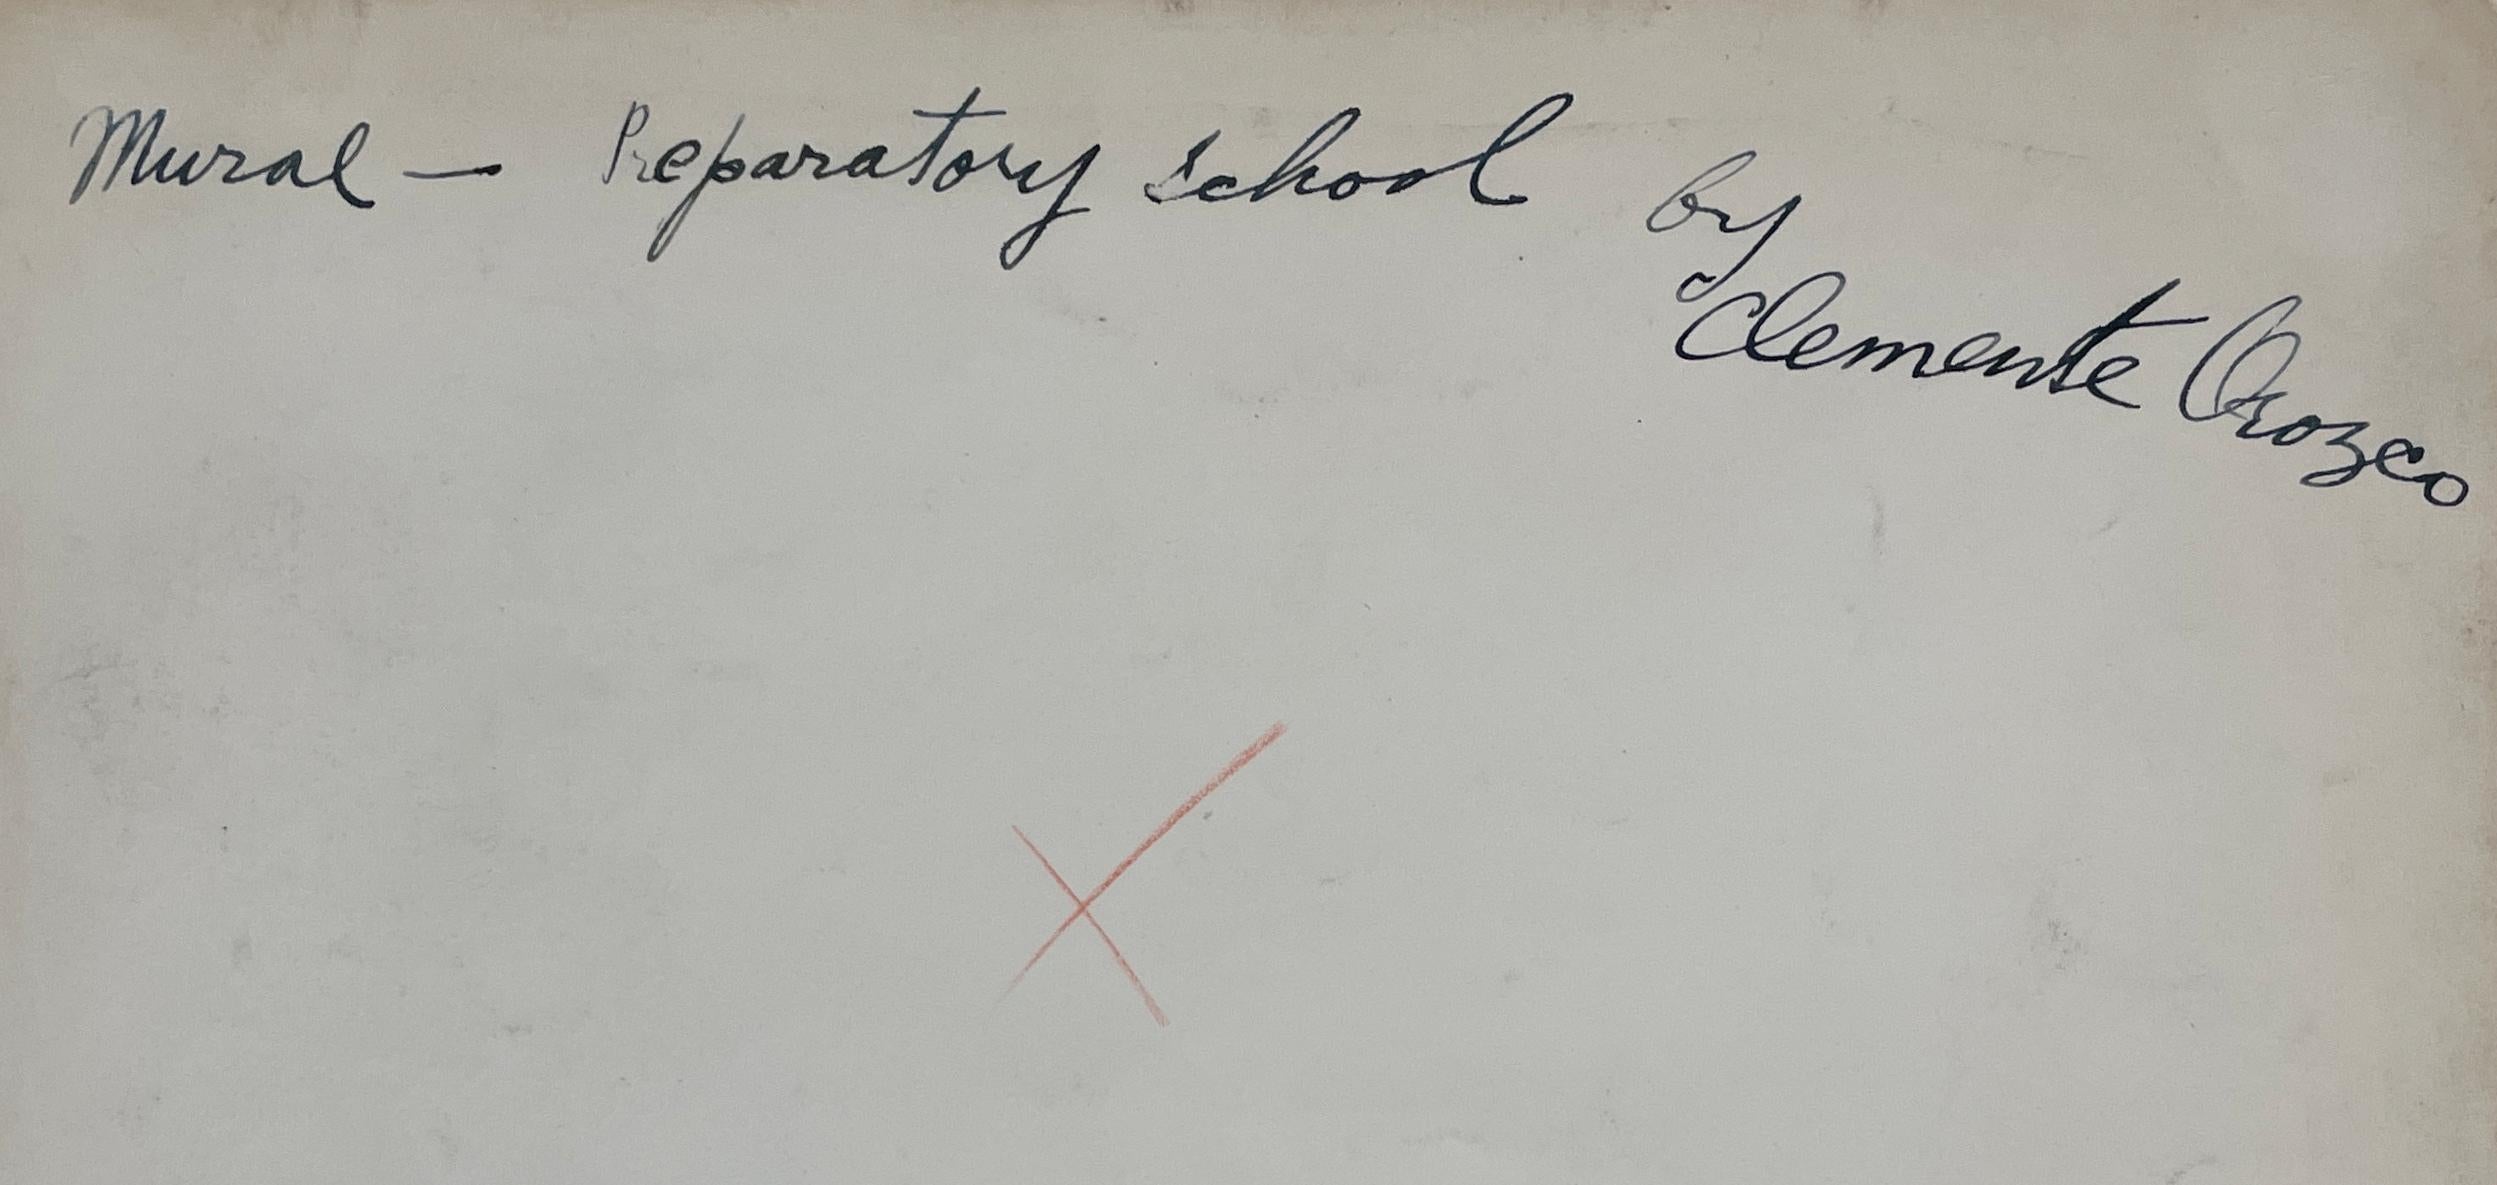 Mural — Preparatory school by
Clemente Orozco